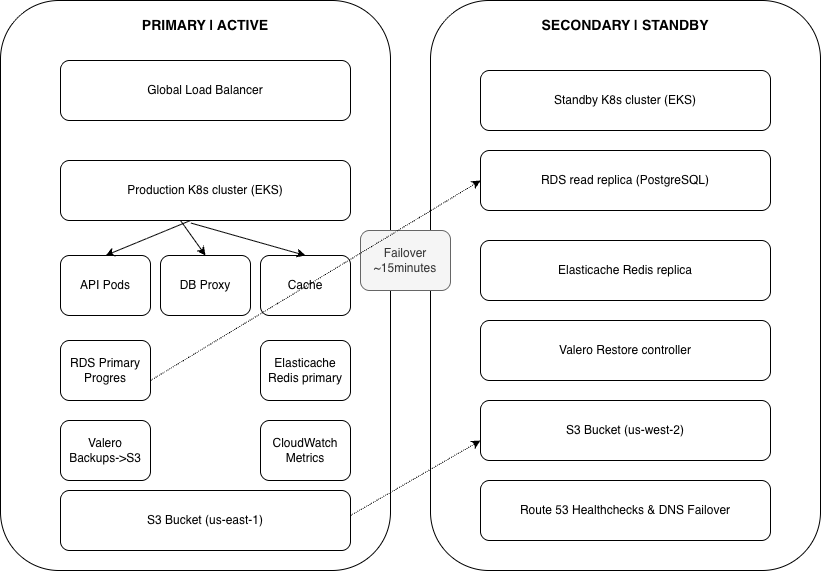 PRIMARY | ACTIVE
Global Load Balancer
Production K8s cluster (EKS)
API Pods
DB Proxy
Cache
RDS Primary
Progres
Elasticache
Redis primary
Valero
Backups->S3
CloudWatch
Metrics
S3 Bucket (us-east-1)
Failover
~15minutes
SECONDARY | STANDBY
Standby K8s cluster (EKS)
RDS read replica (PostgreSQL)
Elasticache Redis replica
Valero Restore controller
S3 Bucket (us-west-2)
Route 53 Healthchecks & DNS Failover